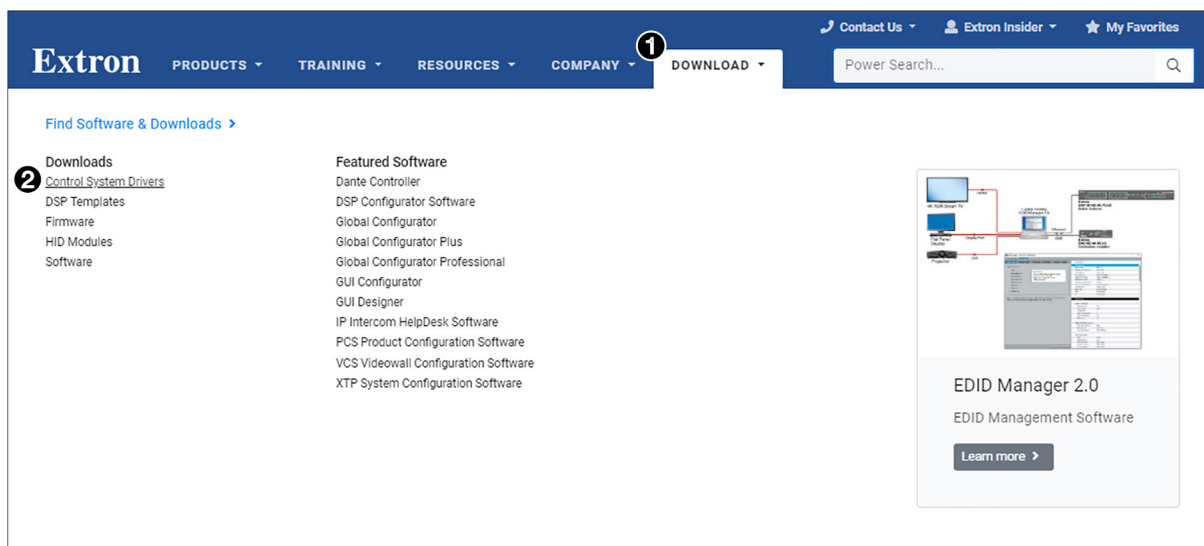 Contact Us
Extron Insider
My Favorites
1
Extron
PRODUCTS
TRAINING
RESOURCES
COMPANY
DOWNLOAD
Power Search...
Find Software & Downloads
Downloads
2
Control System Drivers
DSP Templates
Firmware
HID Modules
Software
Featured Software
Dante Controller
DSP Configurator Software
Global Configurator
Global Configurator Plus
Global Configurator Professional
GUI Configurator
GUI Designer
IP Intercom HelpDesk Software
PCS Product Configuration Software
VCS Videowall Configuration Software
XTP System Configuration Software
EDID Manager 2.0
EDID Management Software
Learn more